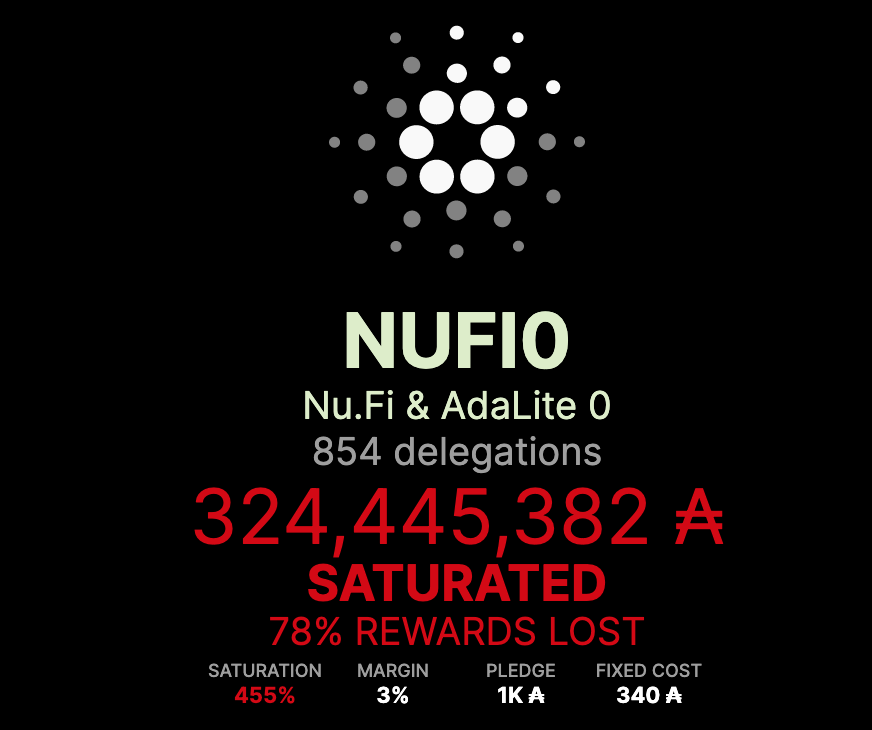 NUFI0
Nu.Fi & AdaLite 0
854 delegations
324,445,382 ₳
SATURATED
78% REWARDS LOST
SATURATION MARGIN PLEDGE FIXED COST
455% 3% 1K ₳ 340 ₳